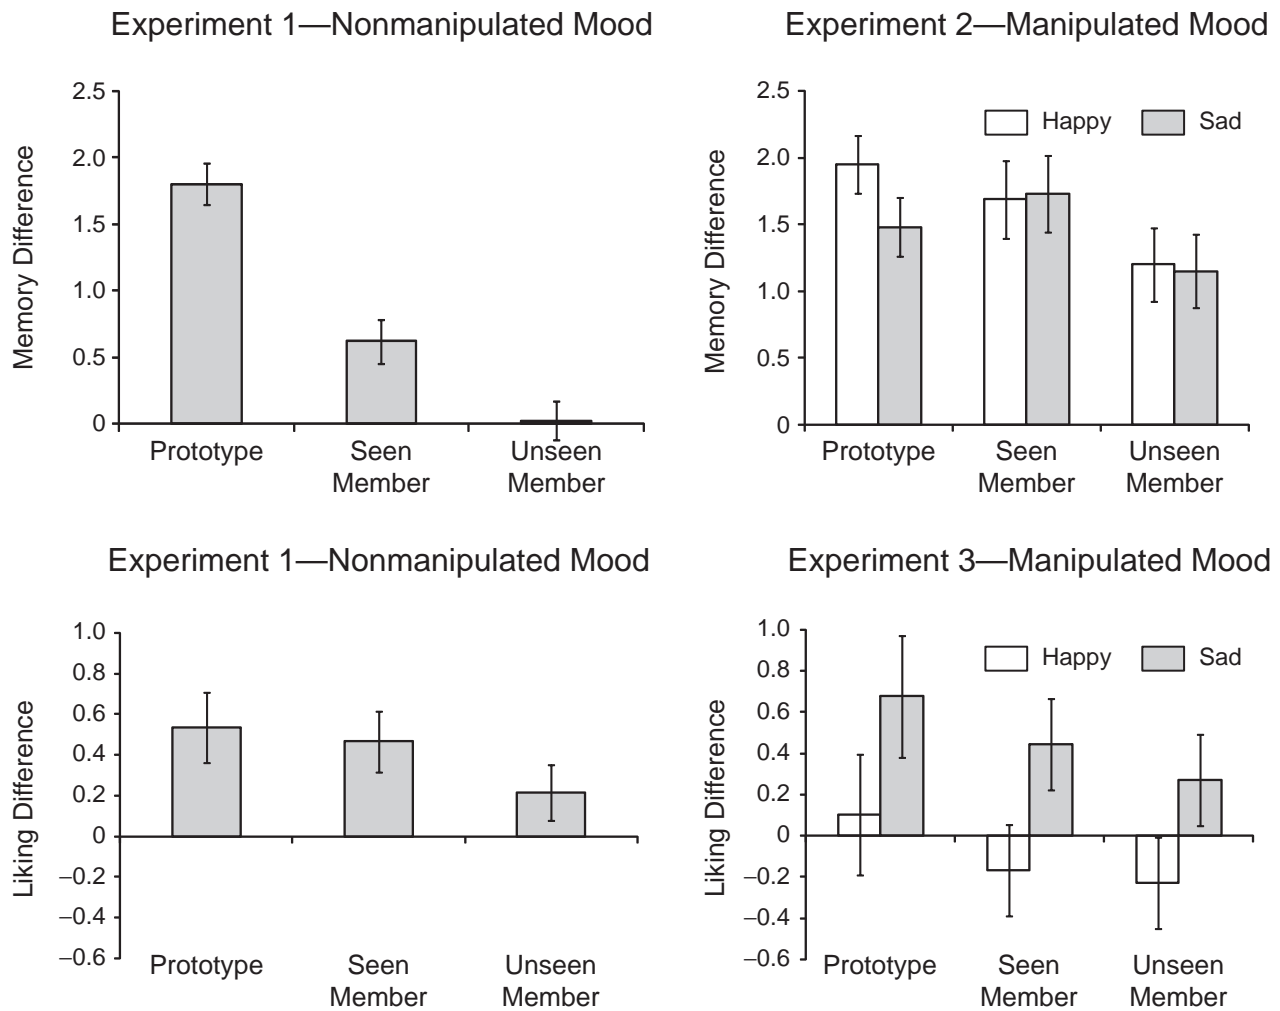 Experiment 1—Nonmanipulated Mood
Memory Difference
2.5
2.0
1.5
1.0
0.5
0
Prototype
Seen
Member
Unseen
Member
Experiment 2—Manipulated Mood
Memory Difference
2.5
2.0
1.5
1.0
0.5
0
Happy
Sad
Prototype
Seen
Member
Unseen
Member
Experiment 1—Nonmanipulated Mood
Liking Difference
1.0
0.8
0.6
0.4
0.2
0
–0.2
–0.4
–0.6
Prototype
Seen
Member
Unseen
Member
Experiment 3—Manipulated Mood
Liking Difference
1.0
0.8
0.6
0.4
0.2
0
–0.2
–0.4
–0.6
Happy
Sad
Prototype
Seen
Member
Unseen
Member